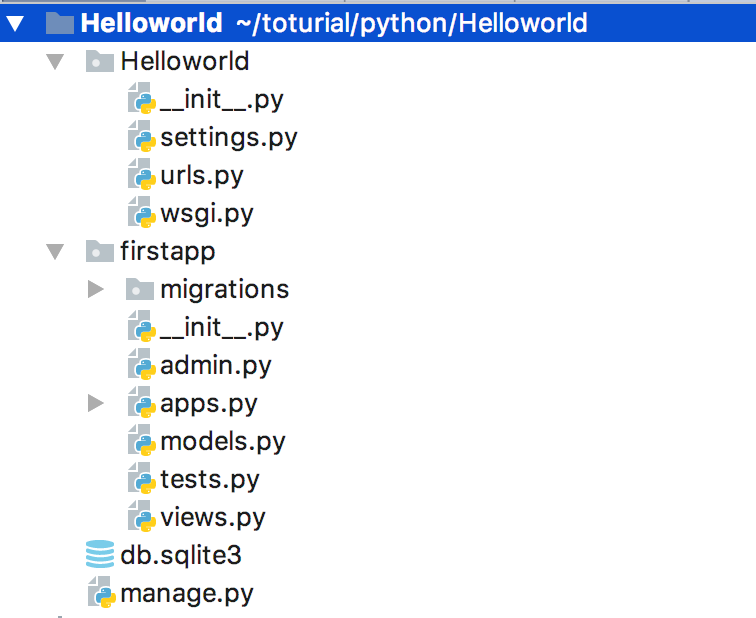 Helloworld ~/toturial/python/Helloworld
Helloworld
__init__.py
settings.py
urls.py
wsgi.py
firstapp
migrations
__init__.py
admin.py
apps.py
models.py
tests.py
views.py
db.sqlite3
manage.py